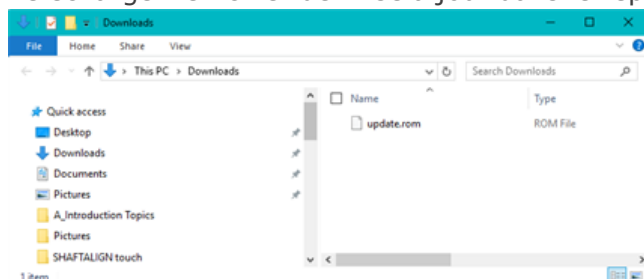 Downloads
File Home Share View
This PC > Downloads
Search Downloads
Quick access
Desktop
Downloads
Documents
Pictures
A_Introduction Topics
Pictures
SHAFTALIGN touch
Name Type
update.rom ROM File
1 item